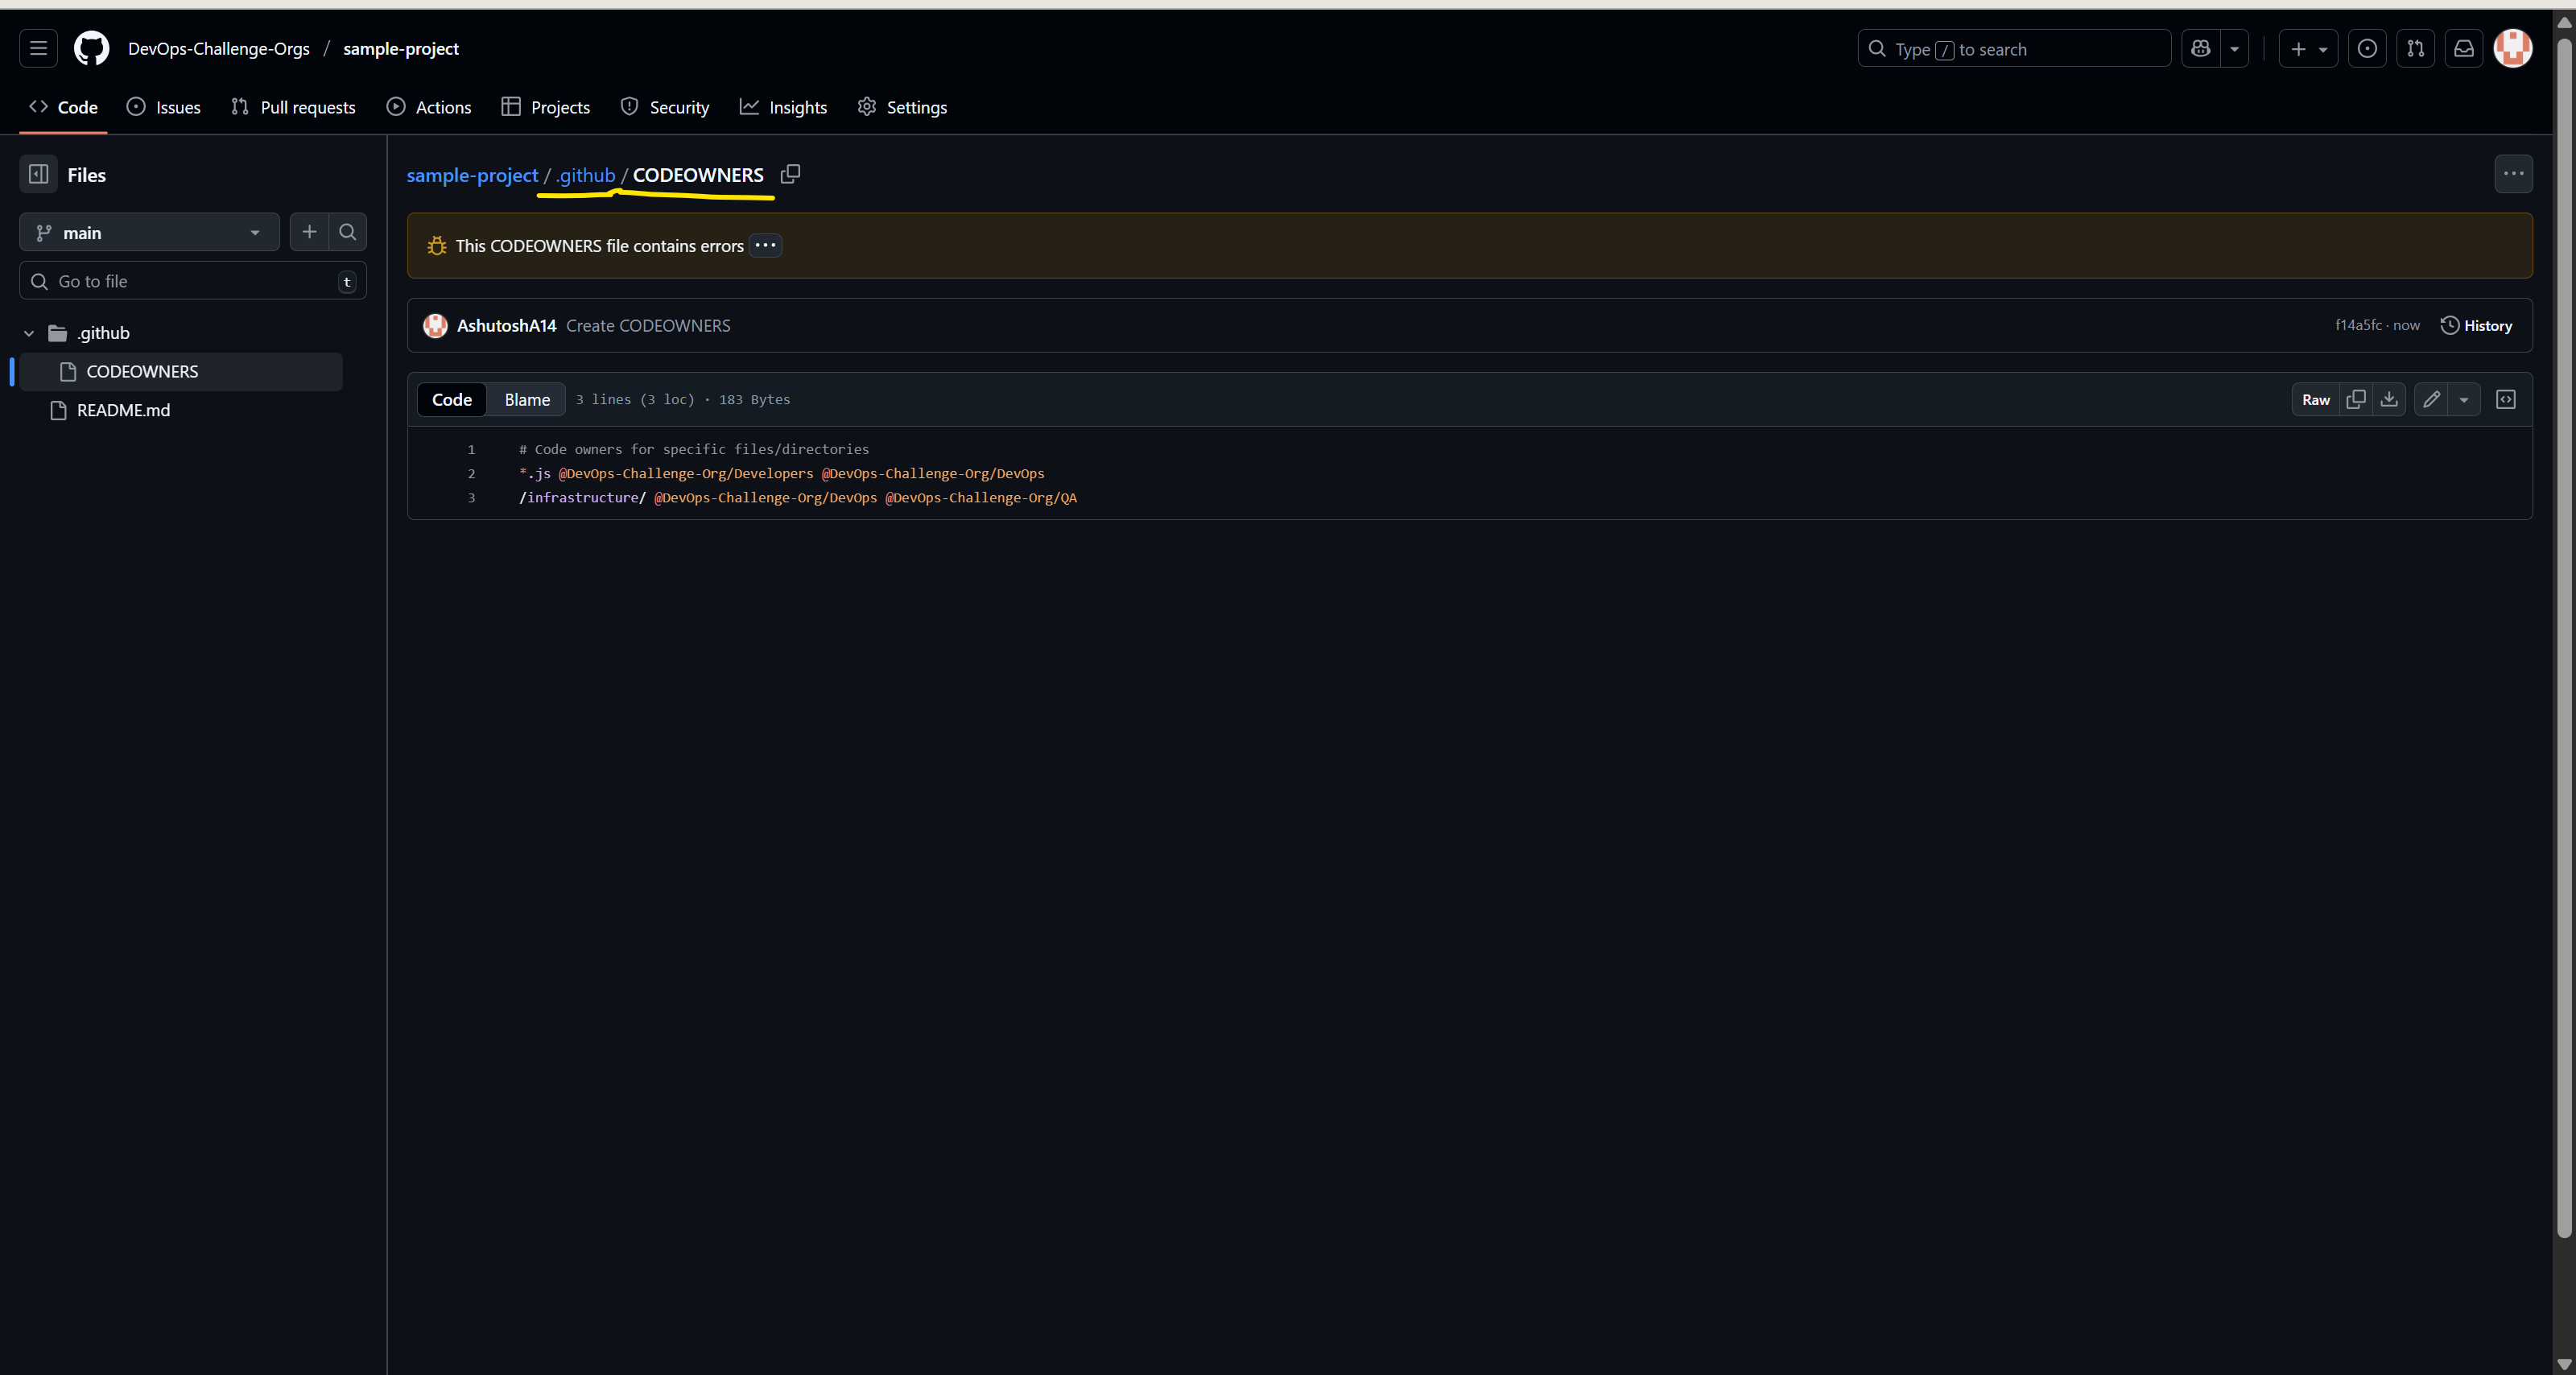 DevOps-Challenge-Orgs / sample-project
Type / to search
Code
Issues
Pull requests
Actions
Projects
Security
Insights
Settings
Files
main
Go to file
t
.github
CODEOWNERS
README.md
sample-project / .github / CODEOWNERS
This CODEOWNERS file contains errors
AshutoshA14 Create CODEOWNERS
f14a5fc · now
History
Code
Blame
3 lines (3 loc) · 183 Bytes
Raw
1 # Code owners for specific files/directories
2 *.js @DevOps-Challenge-Org/Developers @DevOps-Challenge-Org/DevOps
3 /infrastructure/ @DevOps-Challenge-Org/DevOps @DevOps-Challenge-Org/QA